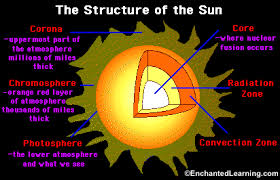 The Structure of the Sun
Corona
-uppermost part
of the atmosphere
millions of miles
thick
Chromosphere
-orange red layer
of atmosphere
thousands of miles
thick
Photosphere
-the lower atmosphere
and what we see
Core
-where nuclear
fusion occurs
Radiation
Zone
Convection Zone
©EnchantedLearning.com